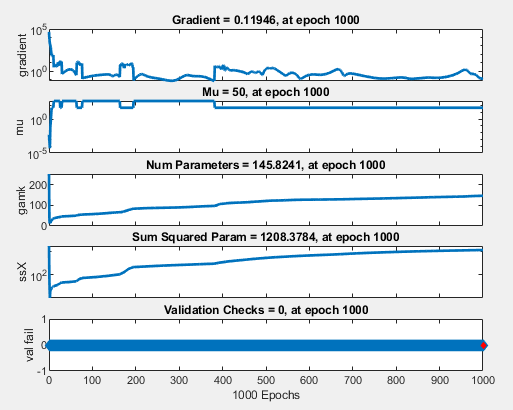 Gradient = 0.11946, at epoch 1000
10^5
10^0
gradient
Mu = 50, at epoch 1000
10^0
10^-5
mu
Num Parameters = 145.8241, at epoch 1000
200
100
0
gamk
Sum Squared Param = 1208.3784, at epoch 1000
10^2
ssX
Validation Checks = 0, at epoch 1000
1
0
-1
val fail
0 100 200 300 400 500 600 700 800 900 1000
1000 Epochs